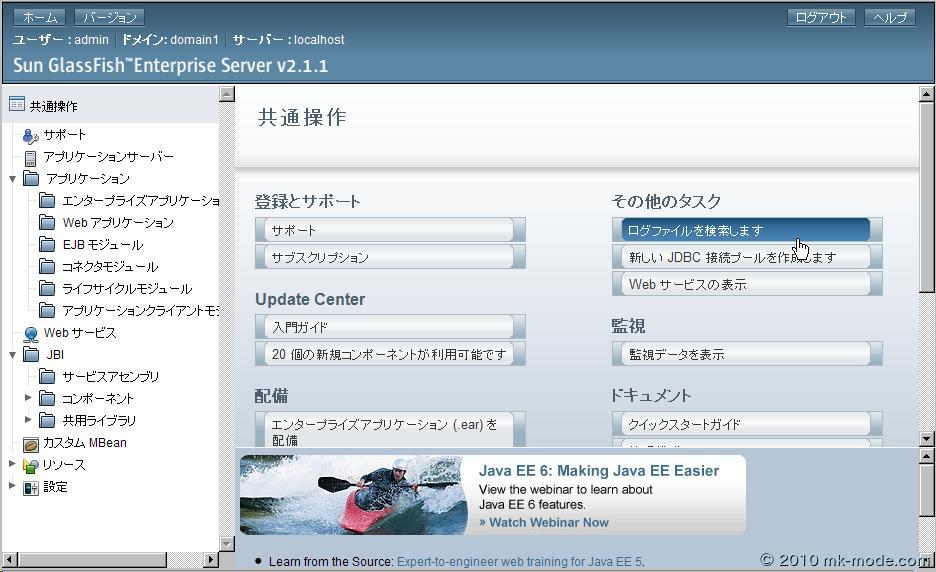 ホーム バージョン ログアウト ヘルプ
ユーザー : admin ドメイン: domain1 サーバー : localhost
Sun GlassFish™ Enterprise Server v2.1.1
共通操作
サポート
アプリケーションサーバー
アプリケーション
エンタープライズアプリケーショ
Web アプリケーション
EJB モジュール
コネクタモジュール
ライフサイクルモジュール
アプリケーションクライアントモジ
Web サービス
JBI
サービスアセンブリ
コンポーネント
共用ライブラリ
カスタム MBean
リソース
設定
共通操作
登録とサポート
サポート
サブスクリプション
Update Center
入門ガイド
20 個の新規コンポーネントが利用可能です
配備
エンタープライズアプリケーション (.ear) を
配備
その他のタスク
ログファイルを検索します
新しい JDBC 接続プールを作成します
Web サービスの表示
監視
監視データを表示
ドキュメント
クイックスタートガイド
Java EE 6: Making Java EE Easier
View the webinar to learn about
Java EE 6 features.
» Watch Webinar Now
• Learn from the Source: Expert-to-engineer web training for Java EE 5.
© 2010 mk-mode.com